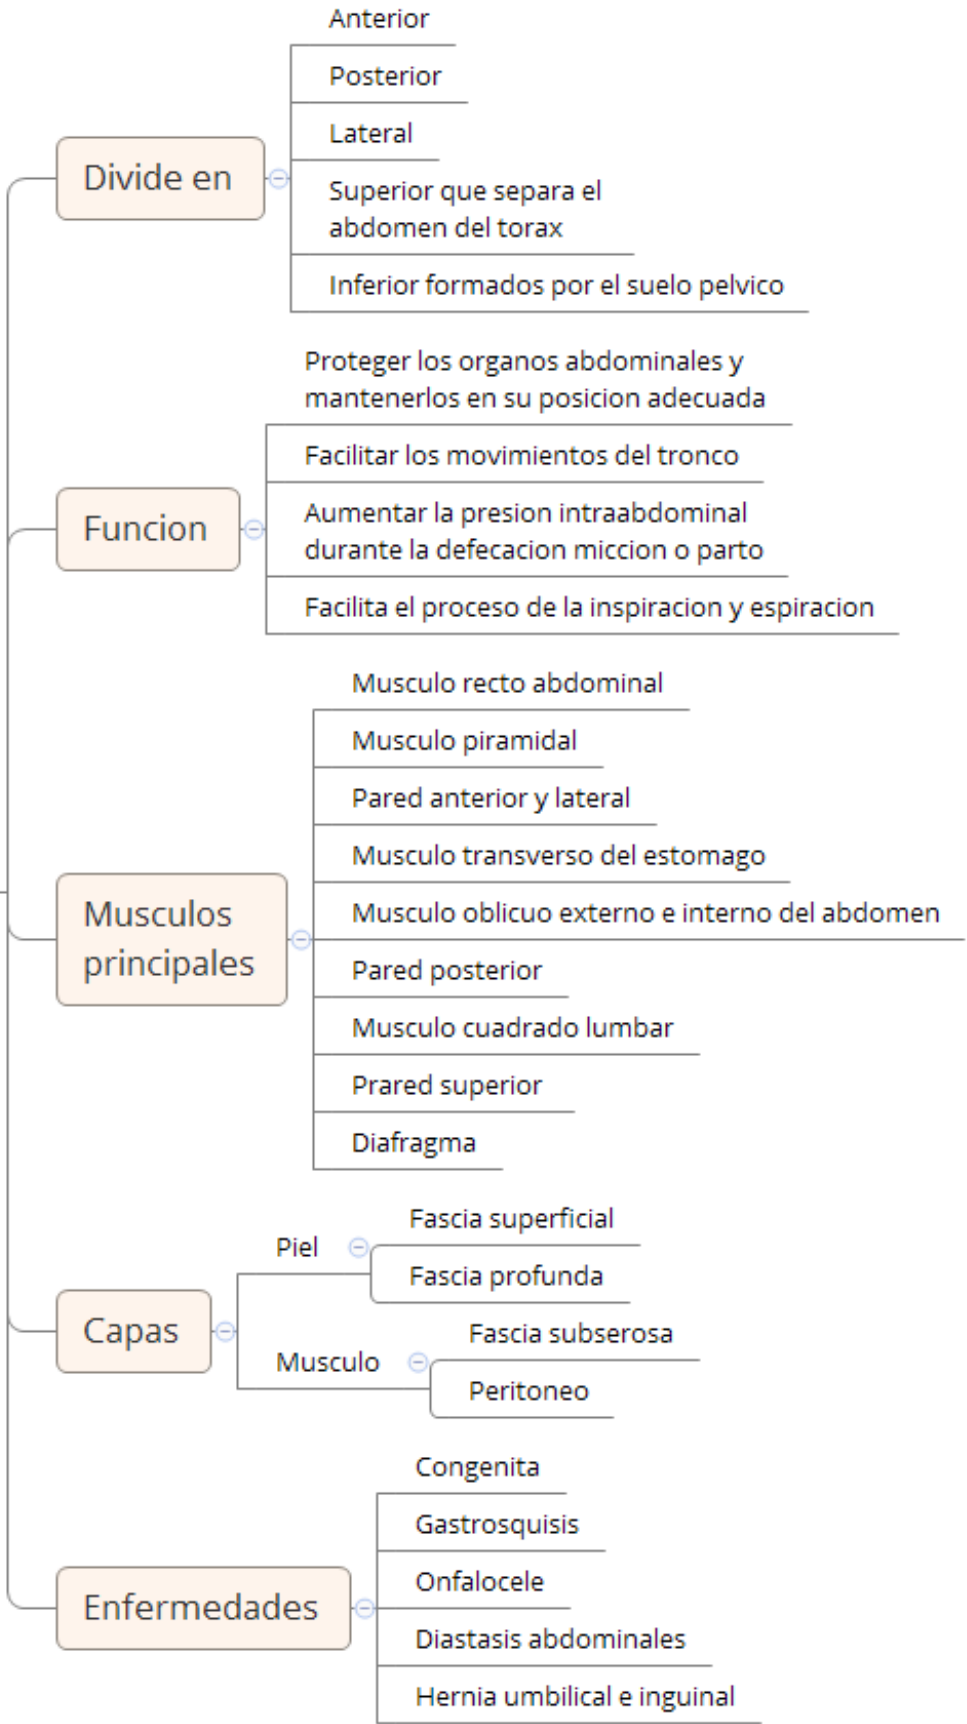 Divide en
Anterior
Posterior
Lateral
Superior que separa el
abdomen del torax
Inferior formados por el suelo pelvico
Funcion
Proteger los organos abdominales y
mantenerlos en su posicion adecuada
Facilitar los movimientos del tronco
Aumentar la presion intraabdominal
durante la defecacion miccion o parto
Facilita el proceso de la inspiracion y espiracion
Musculos
principales
Musculo recto abdominal
Musculo piramidal
Pared anterior y lateral
Musculo transverso del estomago
Musculo oblicuo externo e interno del abdomen
Pared posterior
Musculo cuadrado lumbar
Prared superior
Diafragma
Capas
Piel
Fascia superficial
Fascia profunda
Musculo
Fascia subserosa
Peritoneo
Enfermedades
Congenita
Gastrosquisis
Onfalocele
Diastasis abdominales
Hernia umbilical e inguinal